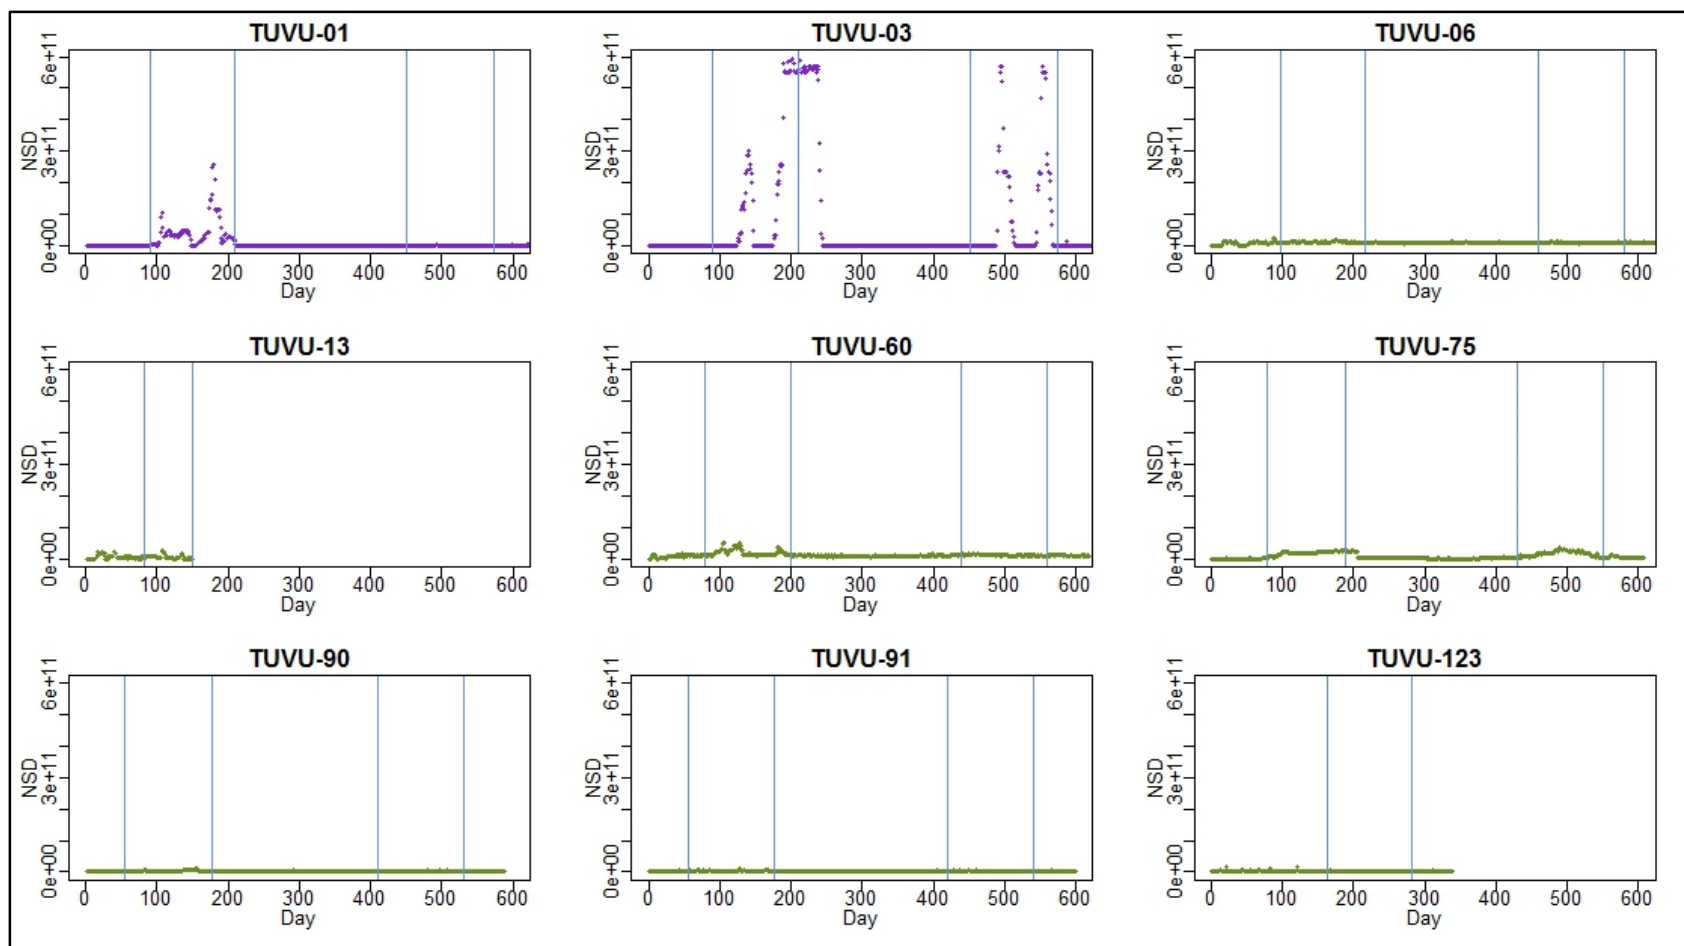 TUVU-01 TUVU-03 TUVU-06
NSD NSD NSD
0e+00 3e+11 6e+11 0e+00 3e+11 6e+11 0e+00 3e+11 6e+11
0 100 200 300 400 500 600 0 100 200 300 400 500 600 0 100 200 300 400 500 600
Day Day Day
TUVU-13 TUVU-60 TUVU-75
NSD NSD NSD
0e+00 3e+11 6e+11 0e+00 3e+11 6e+11 0e+00 3e+11 6e+11
0 100 200 300 400 500 600 0 100 200 300 400 500 600 0 100 200 300 400 500 600
Day Day Day
TUVU-90 TUVU-91 TUVU-123
NSD NSD NSD
0e+00 3e+11 6e+11 0e+00 3e+11 6e+11 0e+00 3e+11 6e+11
0 100 200 300 400 500 600 0 100 200 300 400 500 600 0 100 200 300 400 500 600
Day Day Day